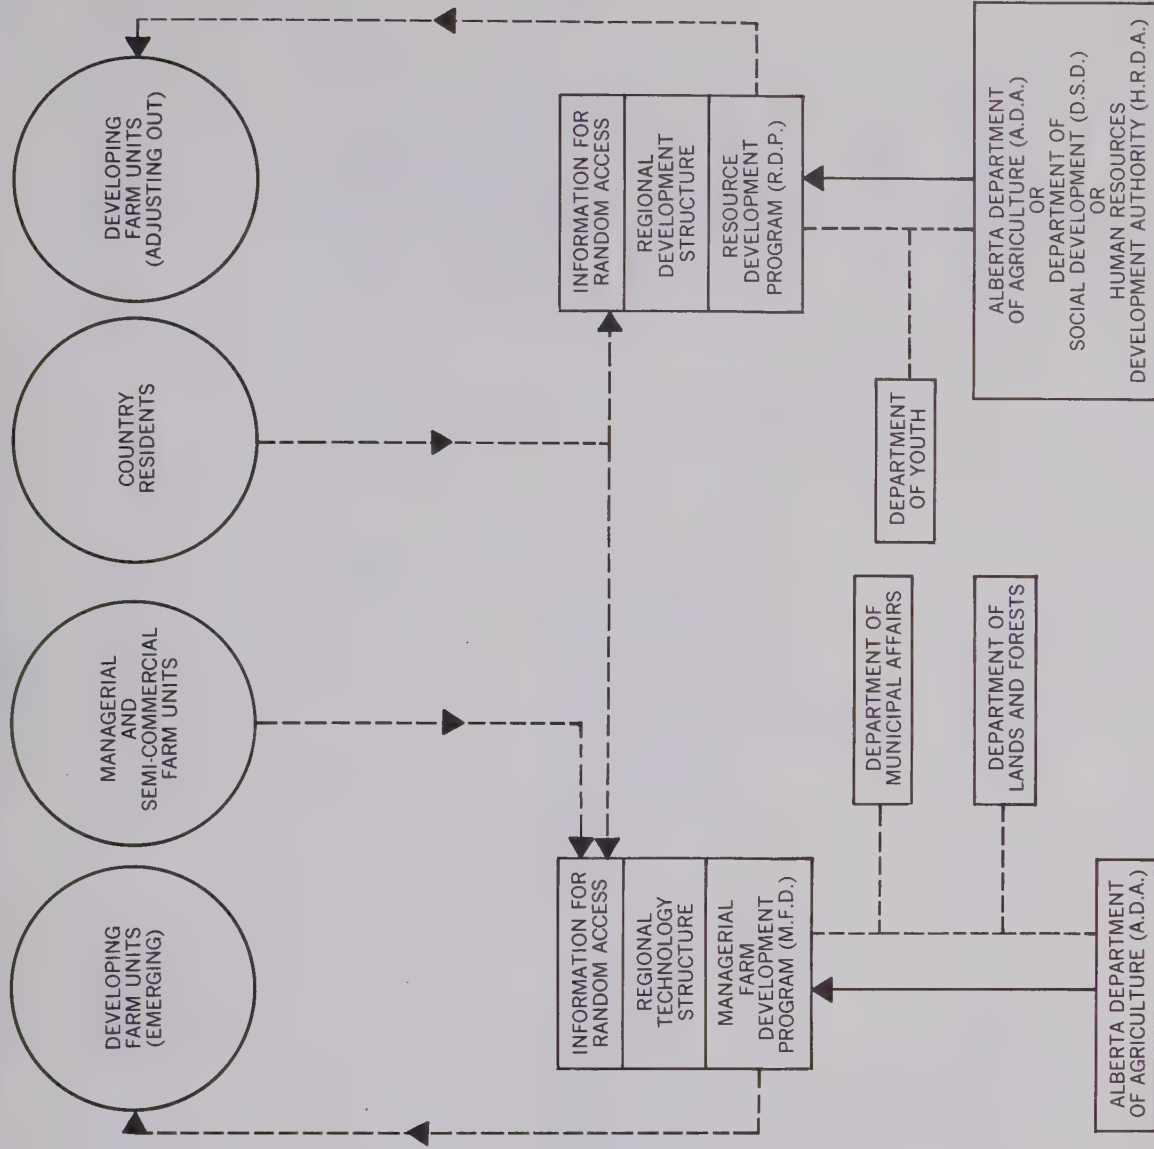 DEVELOPING
FARM UNITS
(EMERGING)
MANAGERIAL
AND
SEMI-COMMERCIAL
FARM UNITS
COUNTRY
RESIDENTS
DEVELOPING
FARM UNITS
(ADJUSTING OUT)
INFORMATION FOR
RANDOM ACCESS
REGIONAL
TECHNOLOGY
STRUCTURE
MANAGERIAL
FARM
DEVELOPMENT
PROGRAM (M.F.D.)
INFORMATION FOR
RANDOM ACCESS
REGIONAL
DEVELOPMENT
STRUCTURE
RESOURCE
DEVELOPMENT
PROGRAM (R.D.P.)
DEPARTMENT OF
MUNICIPAL AFFAIRS
DEPARTMENT OF
LANDS AND FORESTS
DEPARTMENT
OF YOUTH
ALBERTA DEPARTMENT
OF AGRICULTURE (A.D.A.)
ALBERTA DEPARTMENT
OF AGRICULTURE (A.D.A.)
OR
DEPARTMENT OF
SOCIAL DEVELOPMENT (D.S.D.)
OR
HUMAN RESOURCES
DEVELOPMENT AUTHORITY (H.R.D.A.)